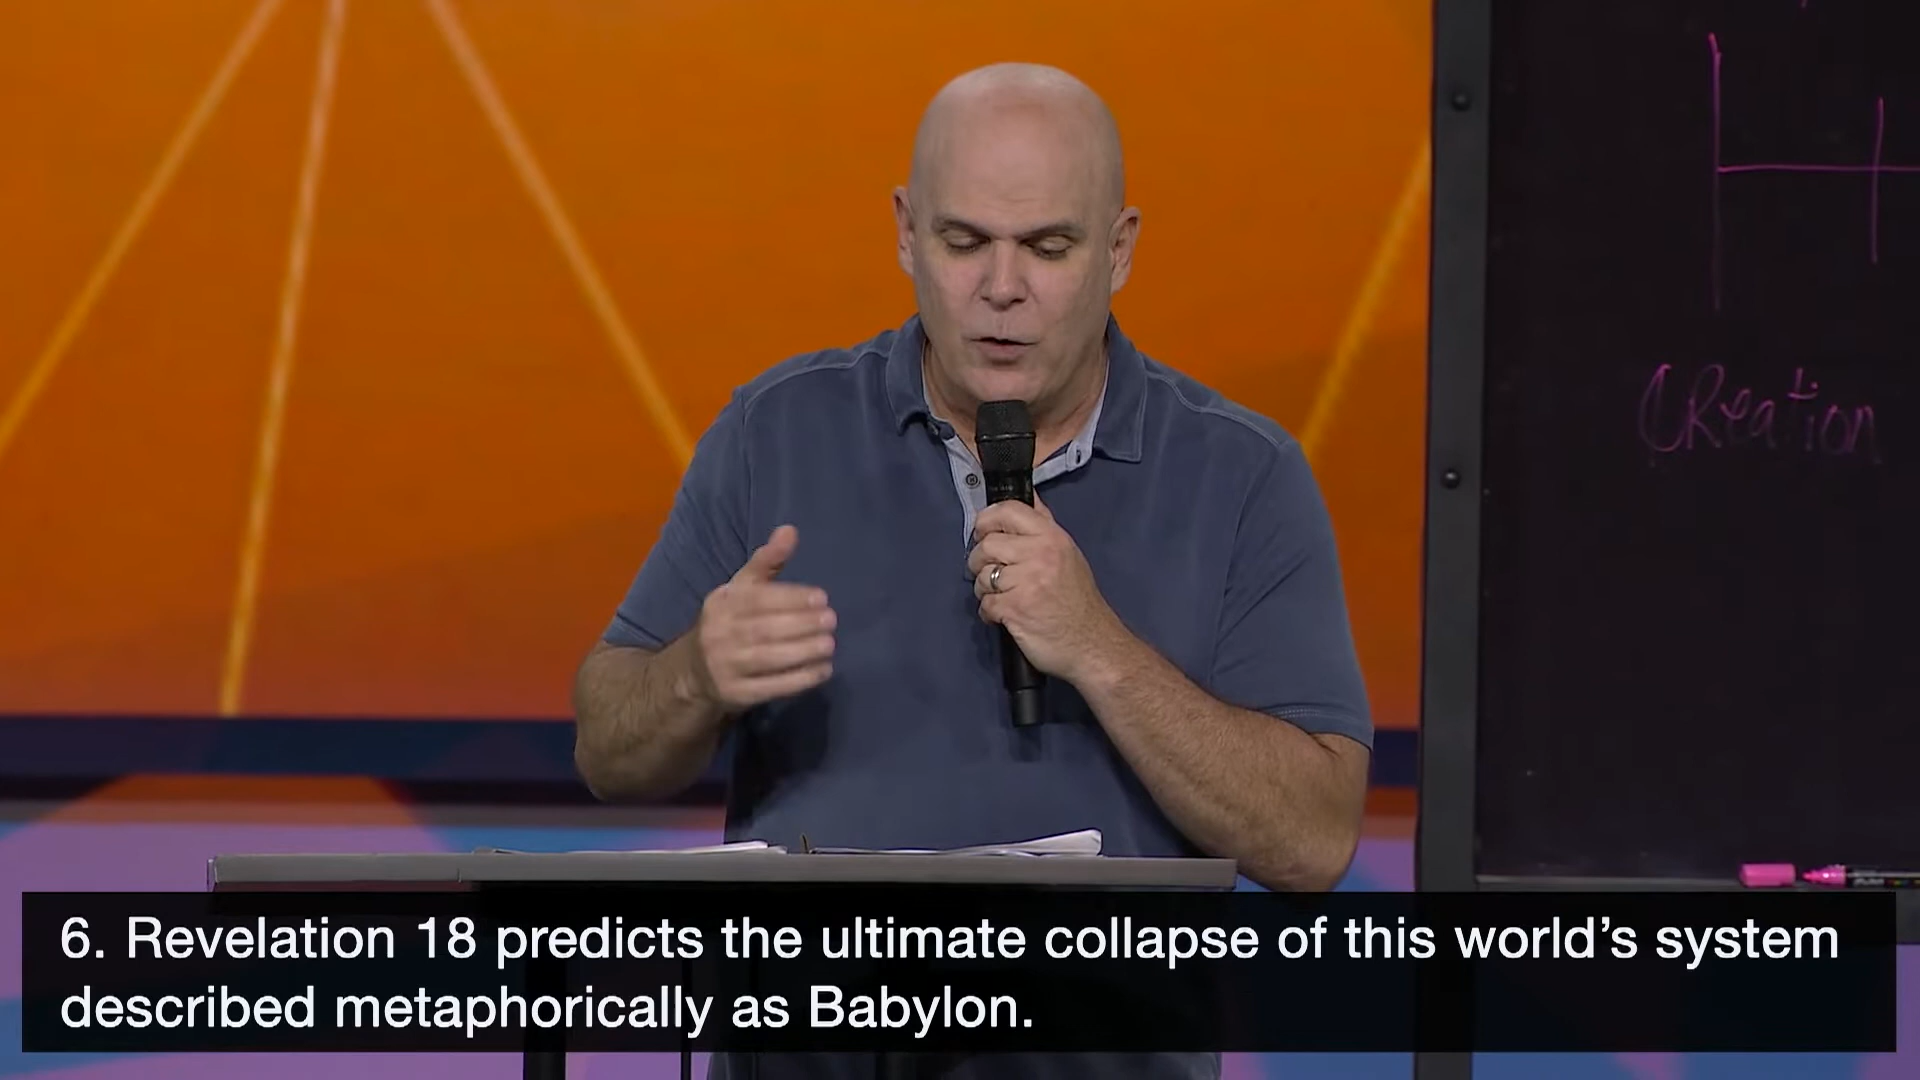 CReation
6. Revelation 18 predicts the ultimate collapse of this world’s system
described metaphorically as Babylon.